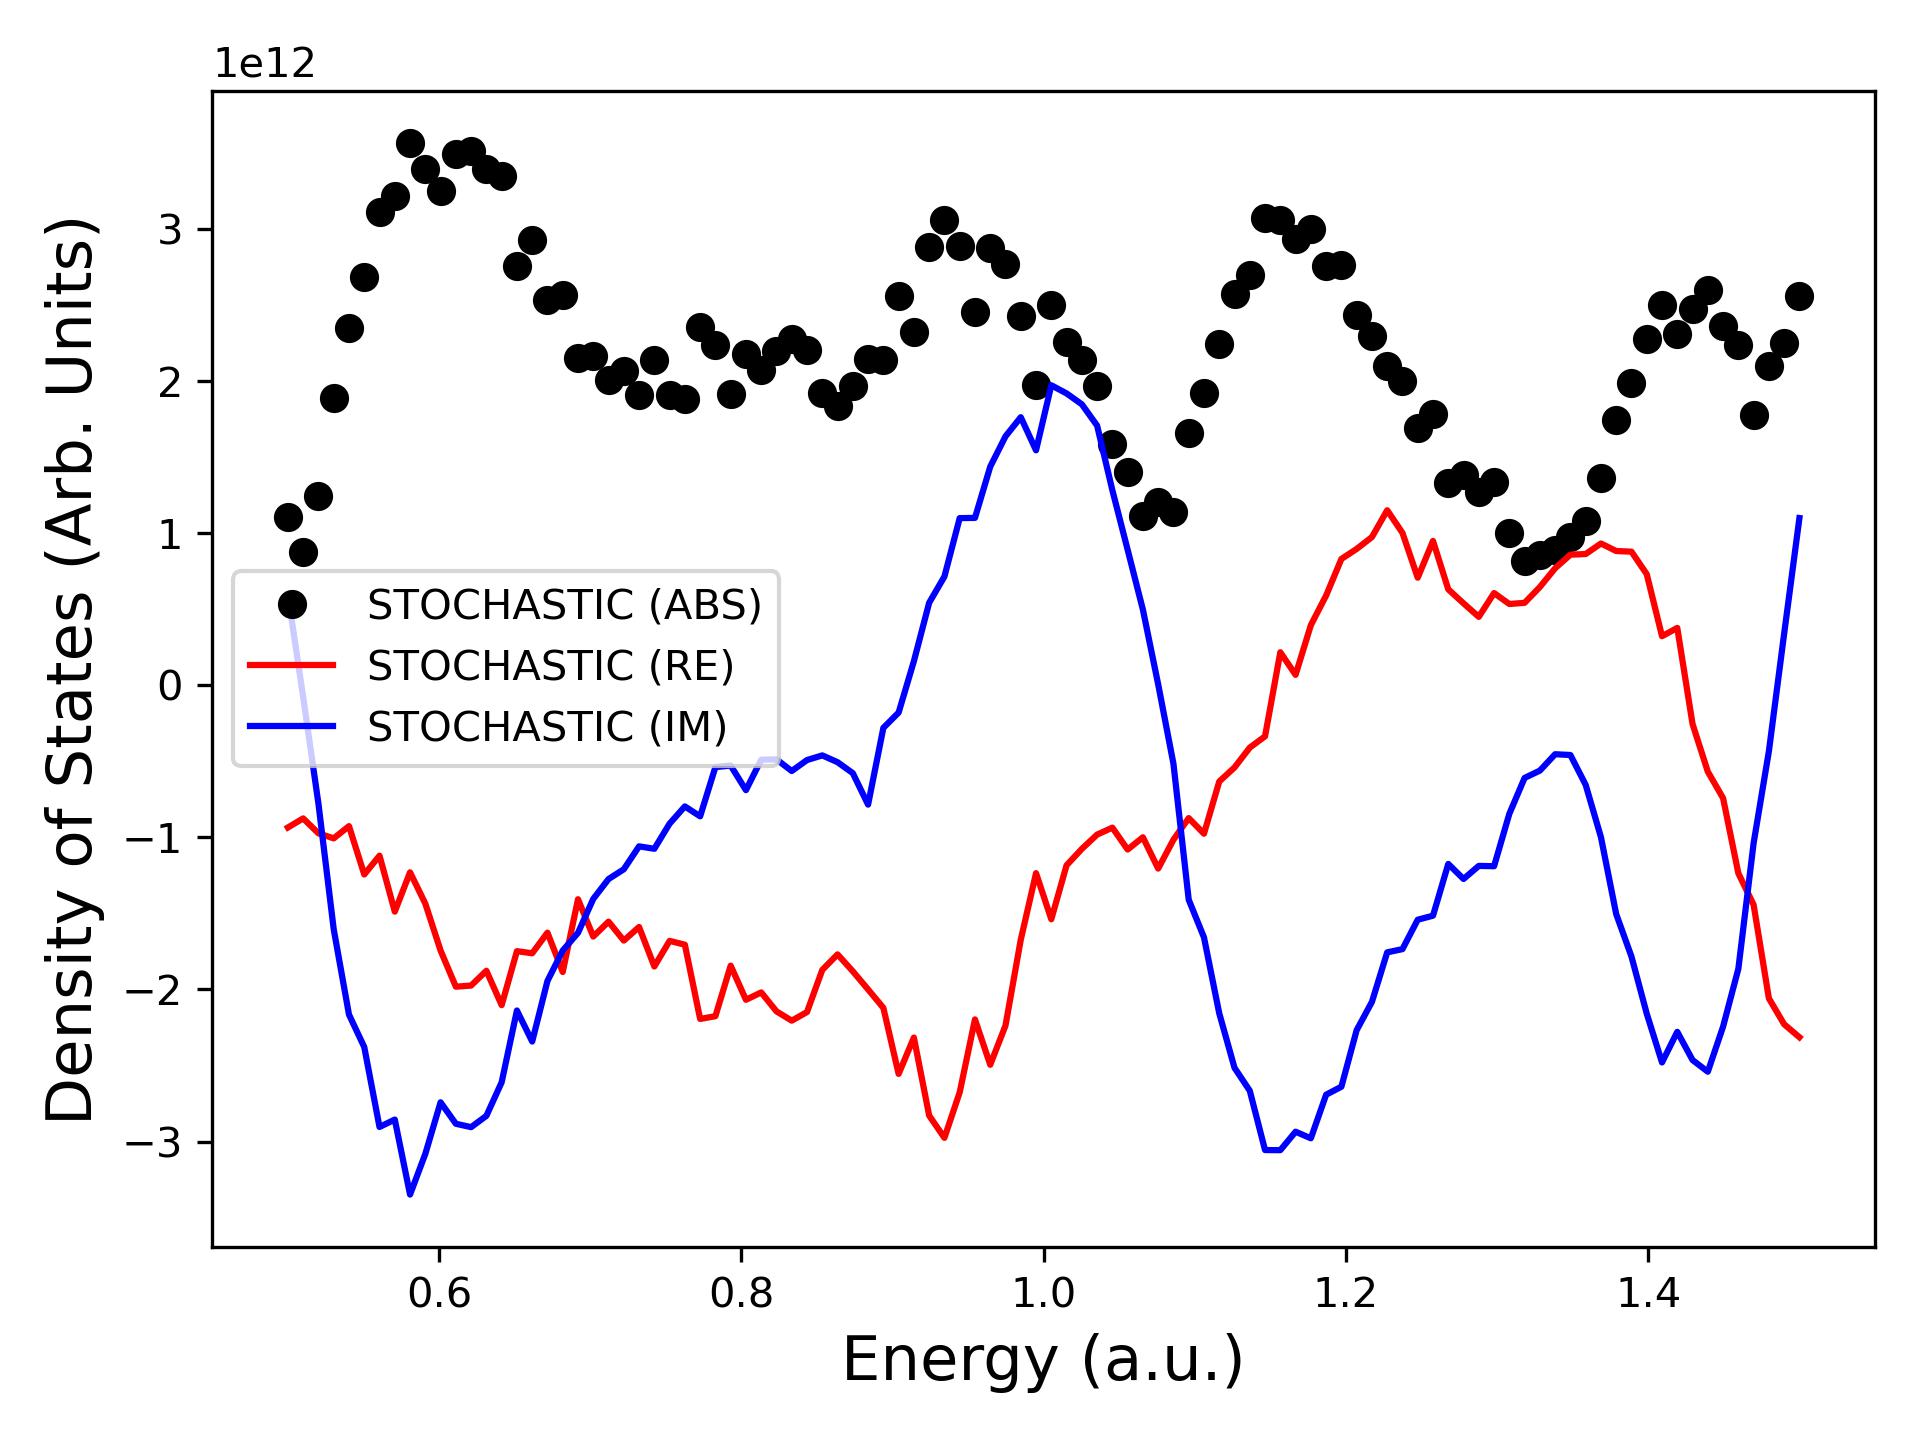 1e12
Density of States (Arb. Units)
3
2
1
0
−1
−2
−3
STOCHASTIC (ABS)
STOCHASTIC (RE)
STOCHASTIC (IM)
0.6 0.8 1.0 1.2 1.4
Energy (a.u.)